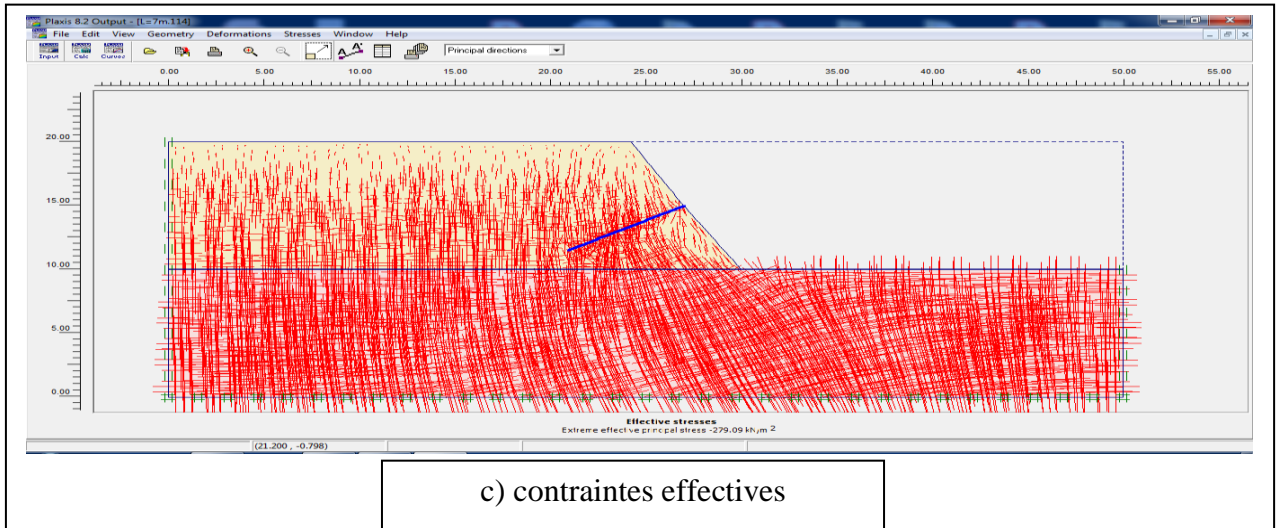 Plaxis 8.2 Output - [L=7m.114]
File Edit View Geometry Deformations Stresses Window Help
Input Calc Curves Principal directions
0.00 5.00 10.00 15.00 20.00 25.00 30.00 35.00 40.00 45.00 50.00 55.00
20.00
15.00
10.00
5.00
0.00
Effective stresses
Extreme effective principal stress -279.09 kN/m 2
(21.200 , -0.798)
c) contraintes effectives